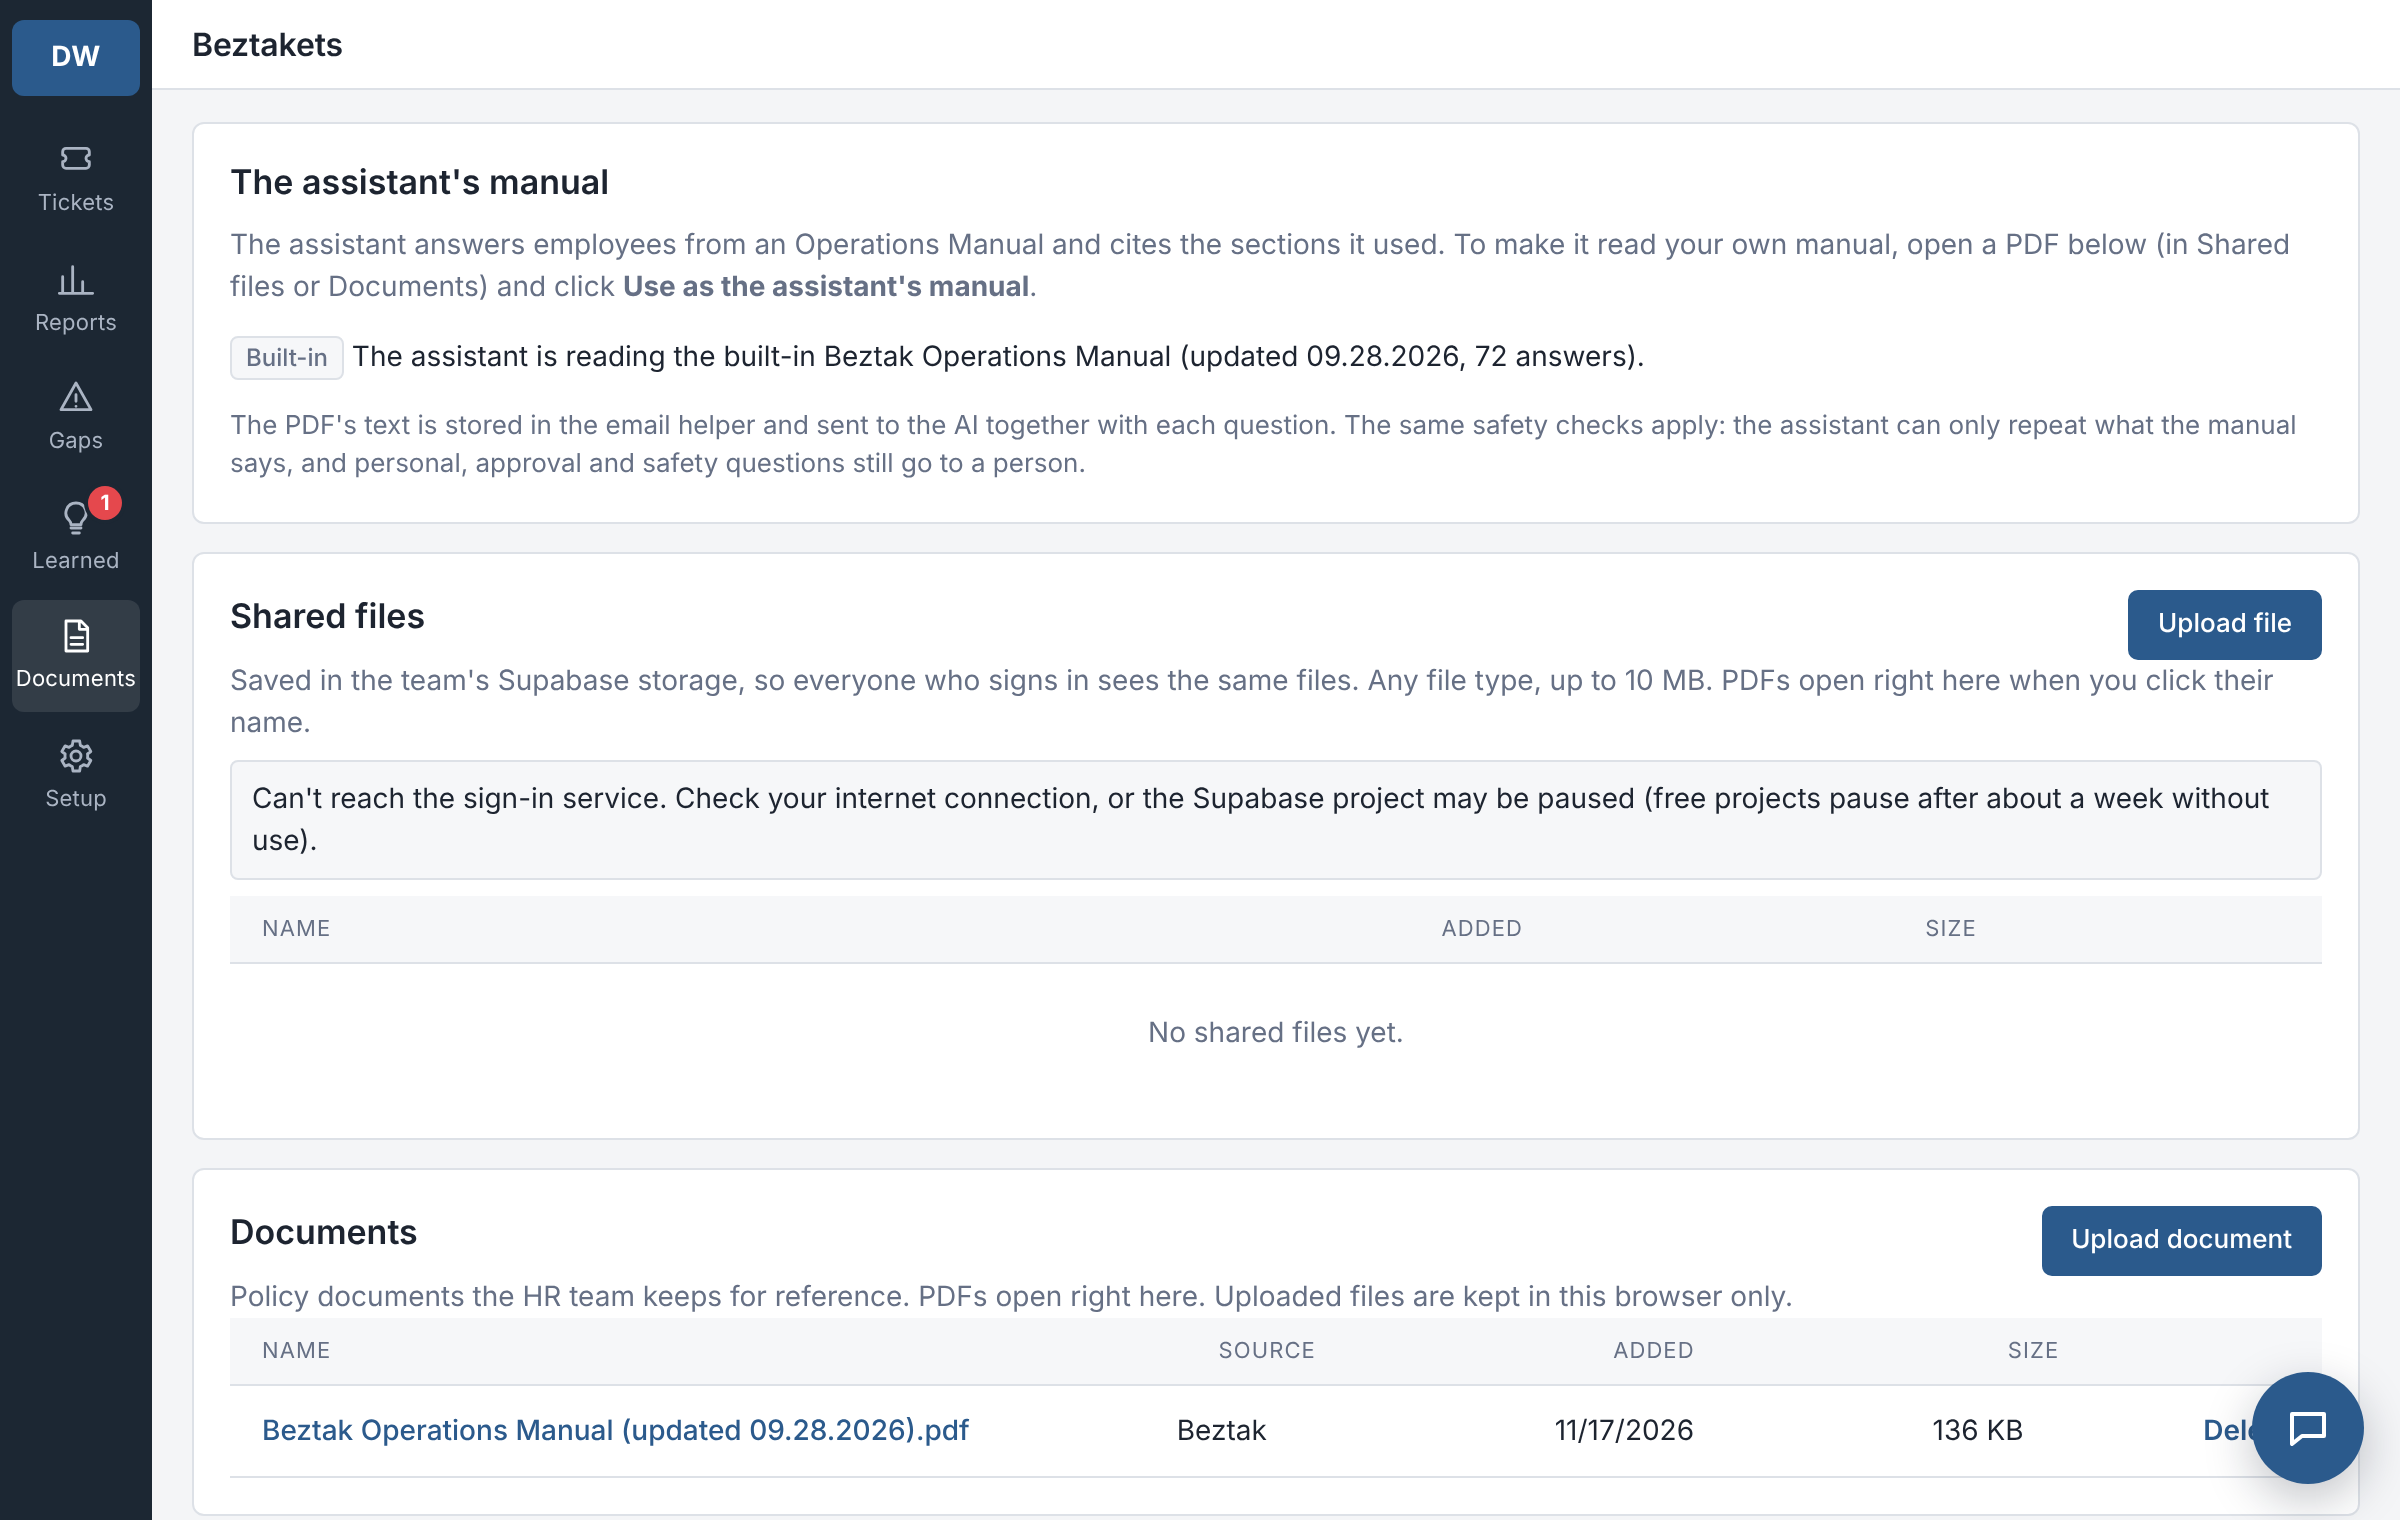 DW
Beztakets
Tickets
Reports
Gaps
1
Learned
Documents
Setup
The assistant's manual
The assistant answers employees from an Operations Manual and cites the sections it used. To make it read your own manual, open a PDF below (in Shared
files or Documents) and click Use as the assistant's manual.
Built-in The assistant is reading the built-in Beztak Operations Manual (updated 09.28.2026, 72 answers).
The PDF's text is stored in the email helper and sent to the AI together with each question. The same safety checks apply: the assistant can only repeat what the manual
says, and personal, approval and safety questions still go to a person.
Shared files
Upload file
Saved in the team's Supabase storage, so everyone who signs in sees the same files. Any file type, up to 10 MB. PDFs open right here when you click their
name.
Can't reach the sign-in service. Check your internet connection, or the Supabase project may be paused (free projects pause after about a week without
use).
NAME ADDED SIZE
No shared files yet.
Documents
Upload document
Policy documents the HR team keeps for reference. PDFs open right here. Uploaded files are kept in this browser only.
NAME SOURCE ADDED SIZE
Beztak Operations Manual (updated 09.28.2026).pdf Beztak 11/17/2026 136 KB